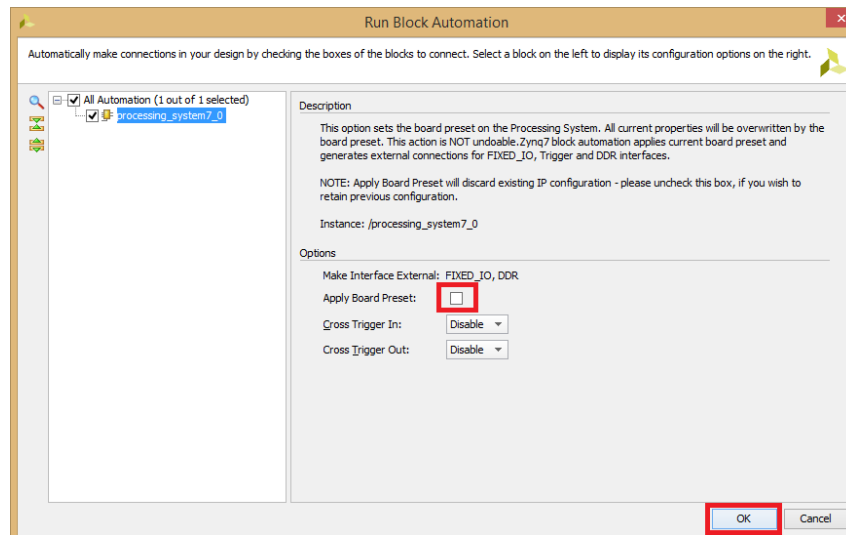 Run Block Automation
Automatically make connections in your design by checking the boxes of the blocks to connect. Select a block on the left to display its configuration options on the right.
All Automation (1 out of 1 selected)
processing_system7_0
Description
This option sets the board preset on the Processing System. All current properties will be overwritten by the
board preset. This action is NOT undoable.Zynq7 block automation applies current board preset and
generates external connections for FIXED_IO, Trigger and DDR interfaces.
NOTE: Apply Board Preset will discard existing IP configuration - please uncheck this box, if you wish to
retain previous configuration.
Instance: /processing_system7_0
Options
Make Interface External: FIXED_IO, DDR
Apply Board Preset:
Cross Trigger In: Disable
Cross Trigger Out: Disable
OK Cancel